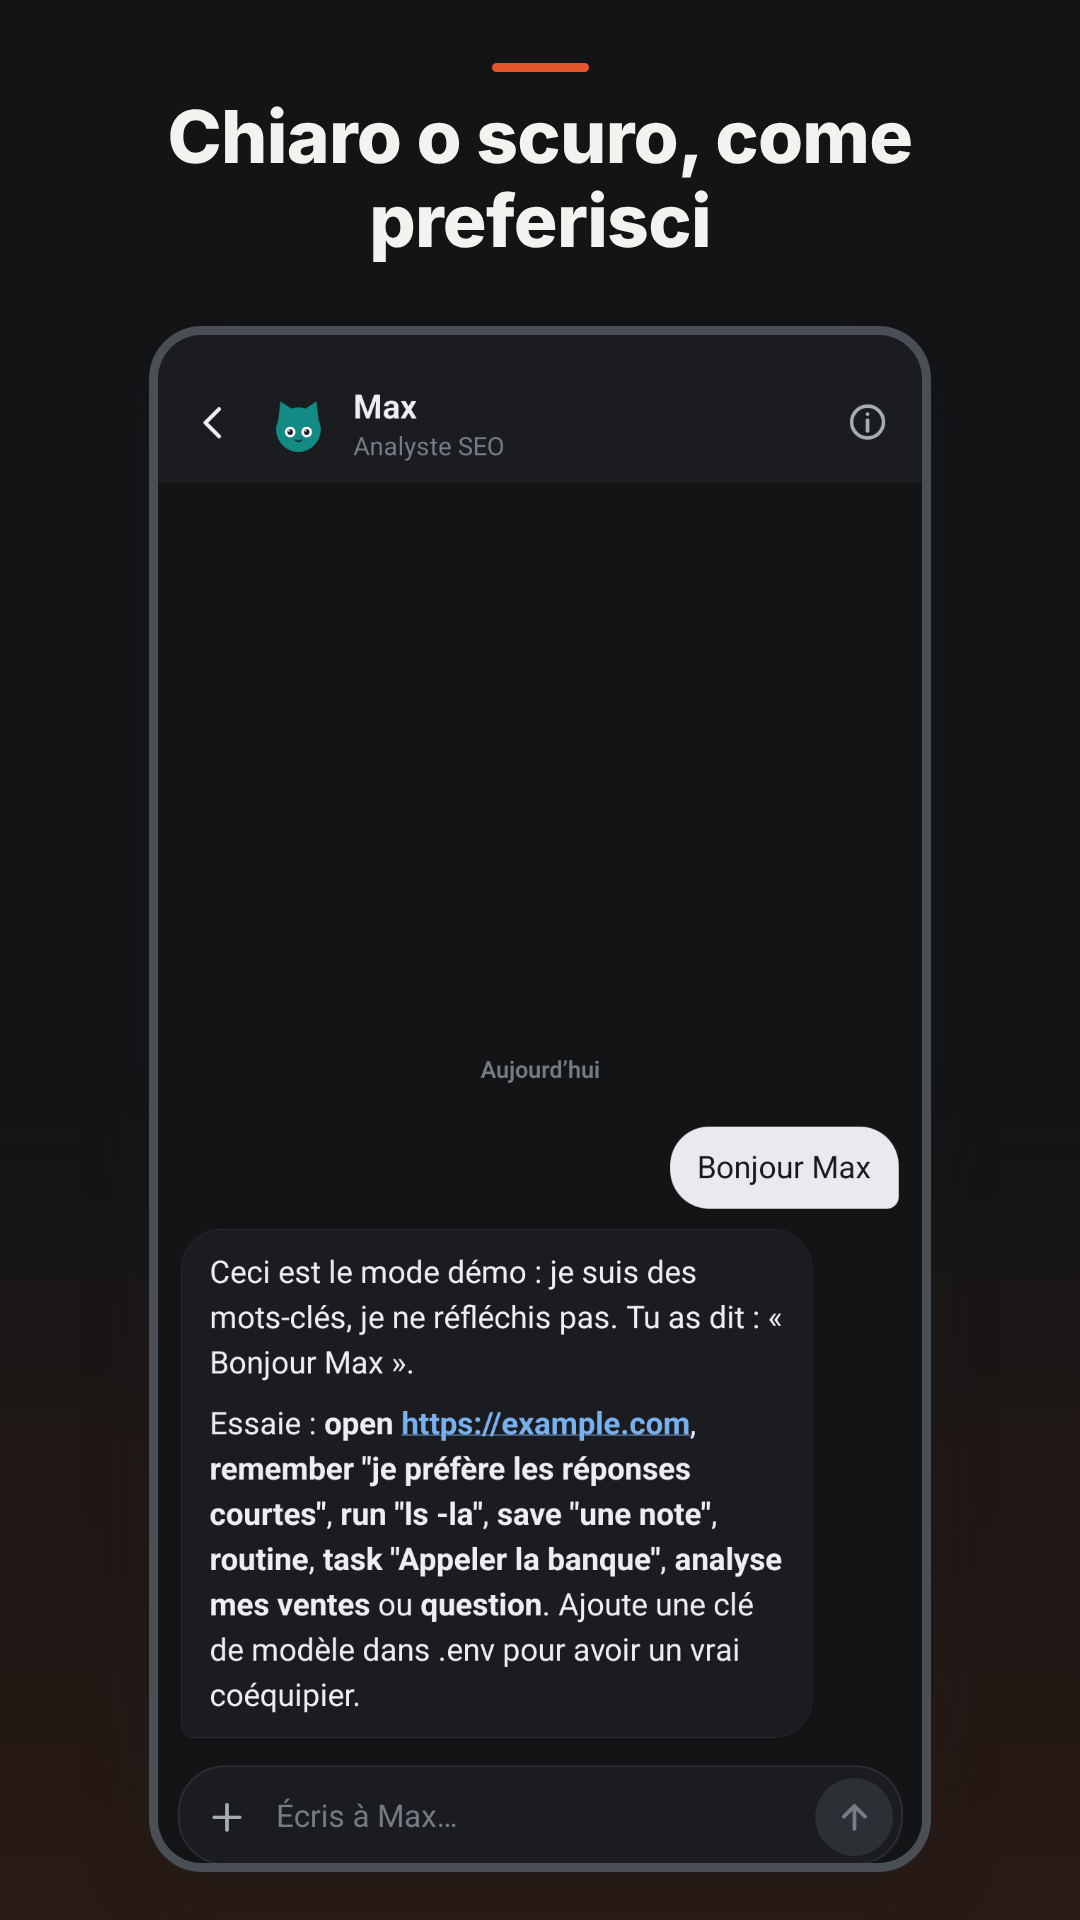 Chiaro o scuro, come
preferisci
Max
Analyste SEO
Aujourd’hui
Bonjour Max
Ceci est le mode démo : je suis des
mots-clés, je ne réfléchis pas. Tu as dit : «
Bonjour Max ».
Essaie : open https://example.com,
remember "je préfère les réponses
courtes", run "ls -la", save "une note",
routine, task "Appeler la banque", analyse
mes ventes ou question. Ajoute une clé
de modèle dans .env pour avoir un vrai
coéquipier.
Écris à Max…